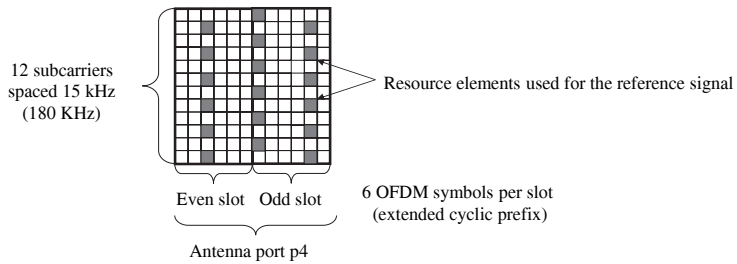 12 subcarriers
spaced 15 kHz
(180 KHz)
Resource elements used for the reference signal
Even slot Odd slot
6 OFDM symbols per slot
(extended cyclic prefix)
Antenna port p4